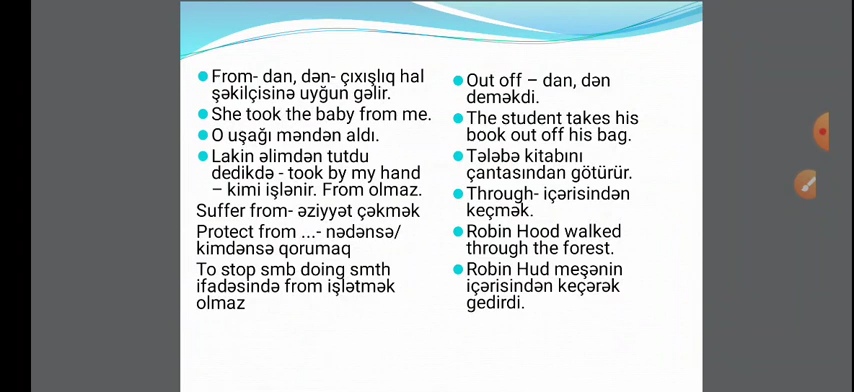 From- dan, dən- çıxışlıq hal
şəkilçisinə uyğun gəlir.
She took the baby from me.
O uşağı məndən aldı.
Lakin əlimdən tutdu
dedikdə - took by my hand
– kimi işlənir. From olmaz.
Suffer from- əziyyət çəkmək
Protect from ...- nədənsə/
kimdənsə qorumaq
To stop smb doing smth
ifadəsində from işlətmək
olmaz
Out off – dan, dən
deməkdi.
The student takes his
book out off his bag.
Tələbə kitabını
çantasından götürür.
Through- içərisindən
keçmək.
Robin Hood walked
through the forest.
Robin Hud meşənin
içərisindən keçərək
gedirdi.